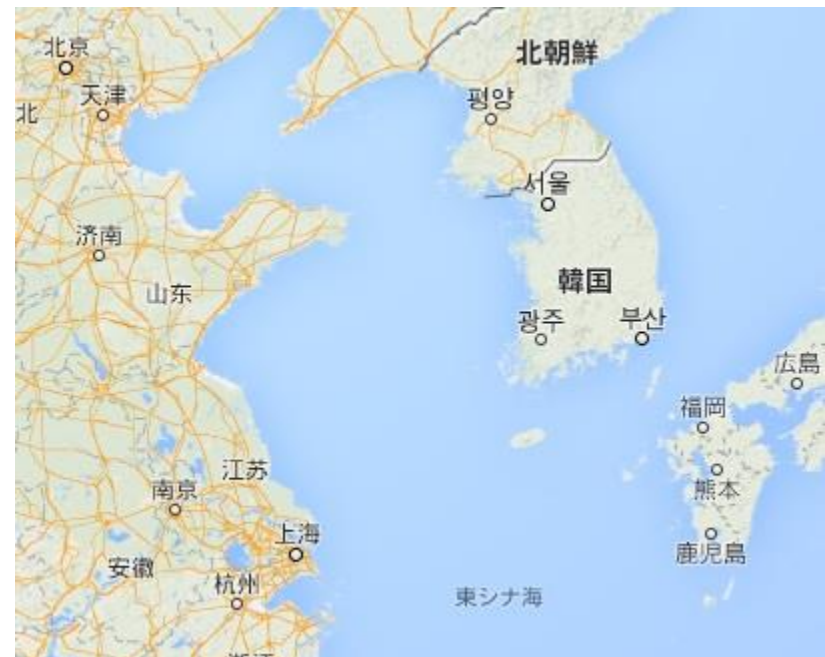 北京
北朝鮮
天津
평양
北
서울
済南
韓国
山东
광주
부산
広島
福岡
江苏
南京
熊本
上海
鹿児島
安徽
杭州
東シナ海